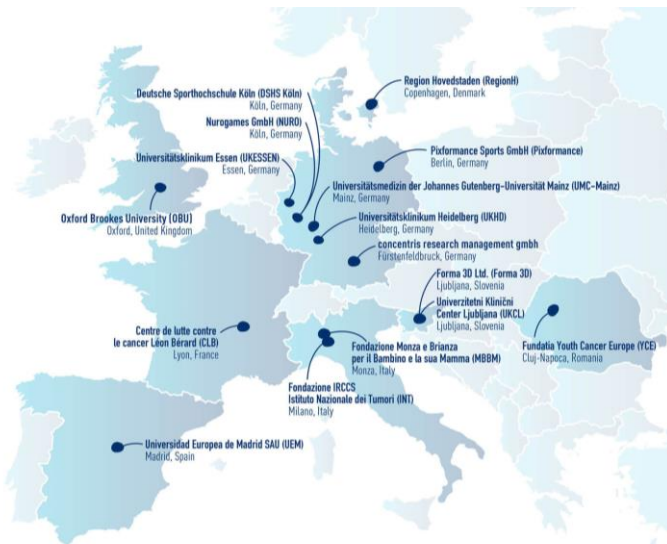 Region Hovedstaden (RegionH)
Copenhagen, Denmark
Deutsche Sporthochschule Köln (DSHS Köln)
Köln, Germany
Nurogames GmbH (NURO)
Köln, Germany
Universitätsklinikum Essen (UKESSEN)
Essen, Germany
Pixformance Sports GmbH (Pixformance)
Berlin, Germany
Universitätsmedizin der Johannes Gutenberg-Universität Mainz (UMC-Mainz)
Mainz, Germany
Oxford Brookes University (OBU)
Oxford, United Kingdom
Universitätsklinikum Heidelberg (UKHD)
Heidelberg, Germany
concentris research management gmbh
Fürstenfeldbruck, Germany
Forma 3D Ltd. (Forma 3D)
Ljubljana, Slovenia
Univerzitetni Klinični
Center Ljubljana (UKCL)
Ljubljana, Slovenia
Centre de lutte contre
le cancer Léon Bérard (CLB)
Lyon, France
Fondazione Monza e Brianza
per il Bambino e la sua Mamma (MBBM)
Monza, Italy
Fundatia Youth Cancer Europe (YCE)
Cluj-Napoca, Romania
Fondazione IRCCS
Istituto Nazionale dei Tumori (INT)
Milano, Italy
Universidad Europea de Madrid SAU (UEM)
Madrid, Spain